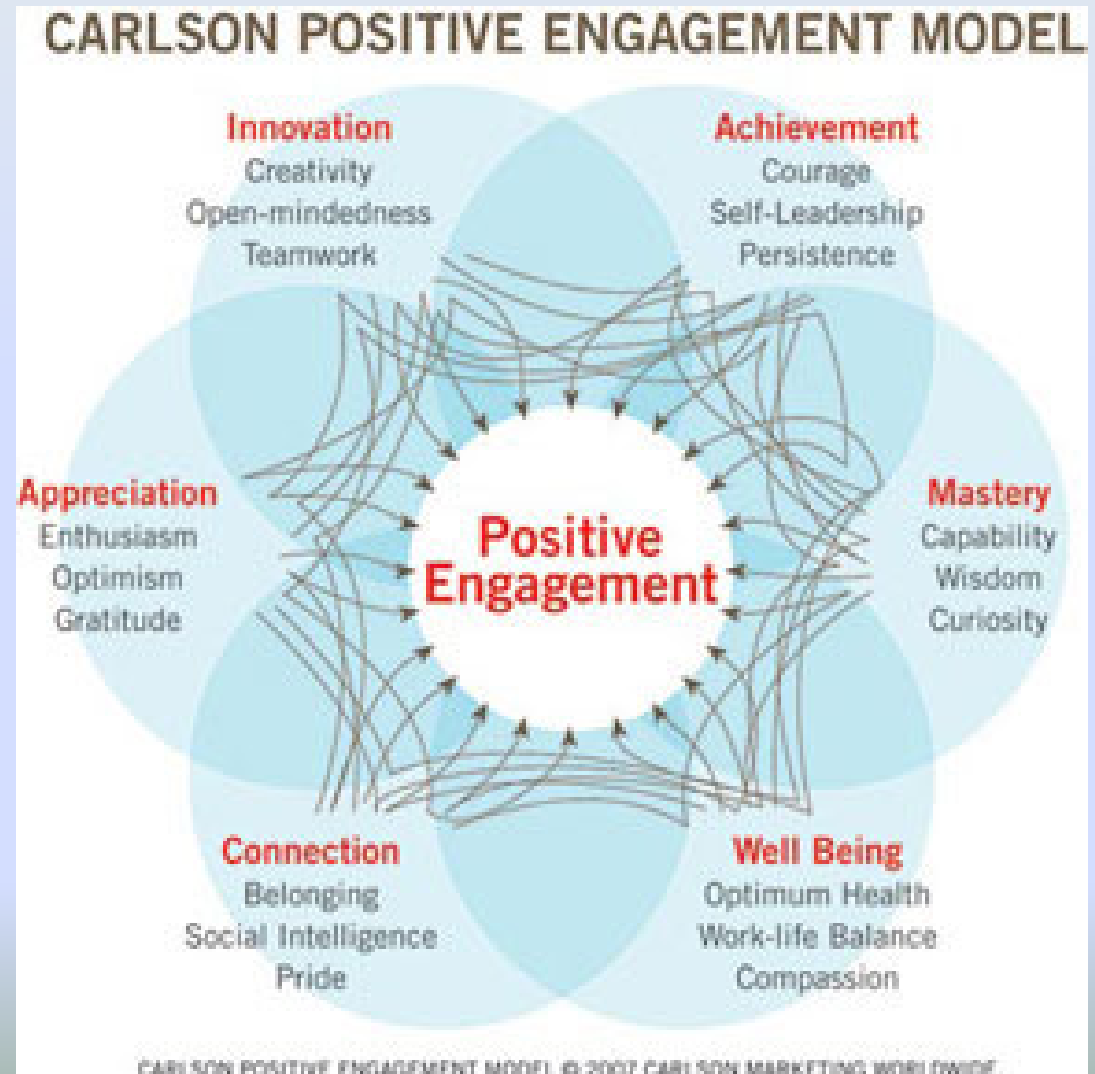 CARLSON POSITIVE ENGAGEMENT MODEL
Innovation
Creativity
Open-mindedness
Teamwork
Achievement
Courage
Self-Leadership
Persistence
Appreciation
Enthusiasm
Optimism
Gratitude
Positive
Engagement
Mastery
Capability
Wisdom
Curiosity
Connection
Belonging
Social Intelligence
Pride
Well Being
Optimum Health
Work-life Balance
Compassion
CARLSON POSITIVE ENGAGEMENT MODEL © 2007 CARLSON MARKETING WORLDWIDE